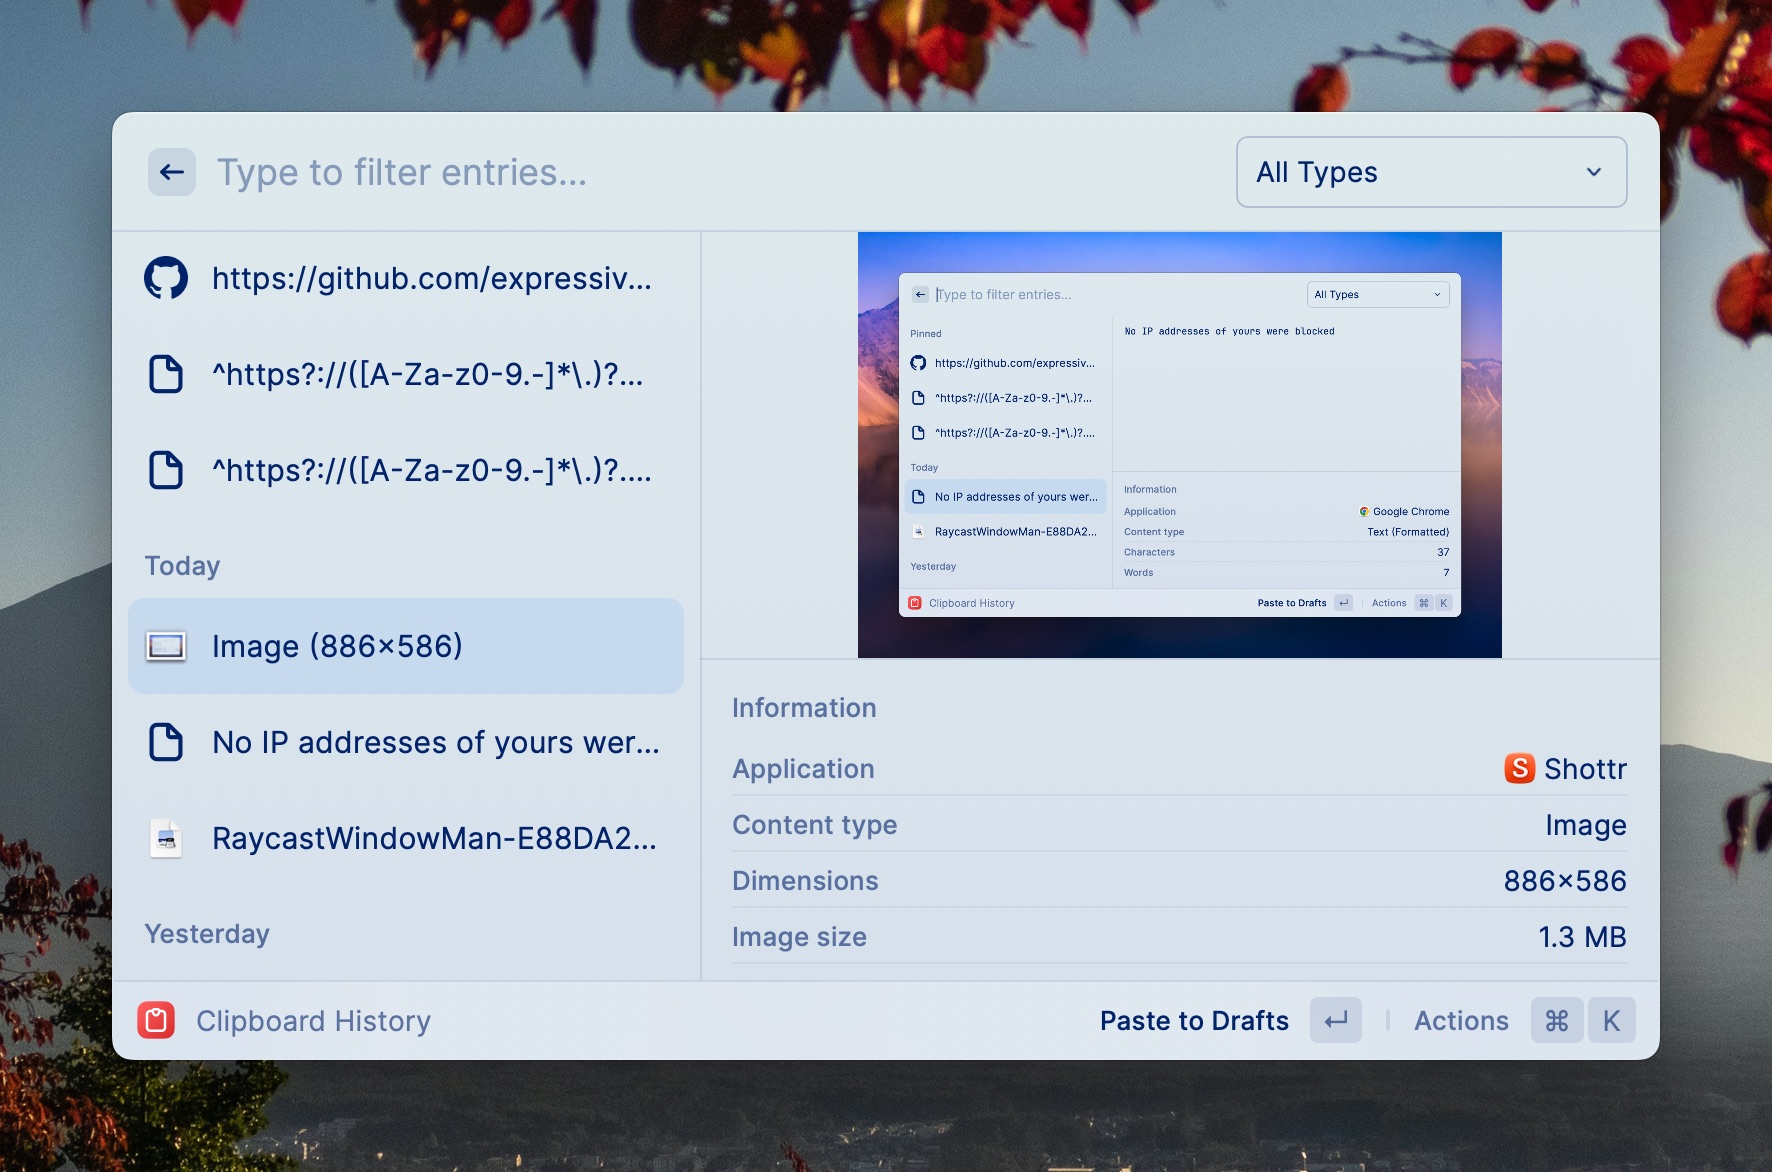 Type to filter entries...
All Types
https://github.com/expressiv...
^https?://([A-Za-z0-9.-]*\.)?...
^https?://([A-Za-z0-9.-]*\.)?....
Today
Image (886×586)
No IP addresses of yours wer...
RaycastWindowMan-E88DA2...
Yesterday
Type to filter entries...
All Types
Pinned
https://github.com/expressiv...
^https?://([A-Za-z0-9.-]*\.)?...
^https?://([A-Za-z0-9.-]*\.)?....
Today
No IP addresses of yours wer...
RaycastWindowMan-E88DA2...
Yesterday
No IP addresses of yours were blocked
Information
Application Google Chrome
Content type Text (Formatted)
Characters 37
Words 7
Clipboard History
Paste to Drafts
Actions ⌘ K
Information
Application S Shottr
Content type Image
Dimensions 886×586
Image size 1.3 MB
Clipboard History
Paste to Drafts
Actions ⌘ K